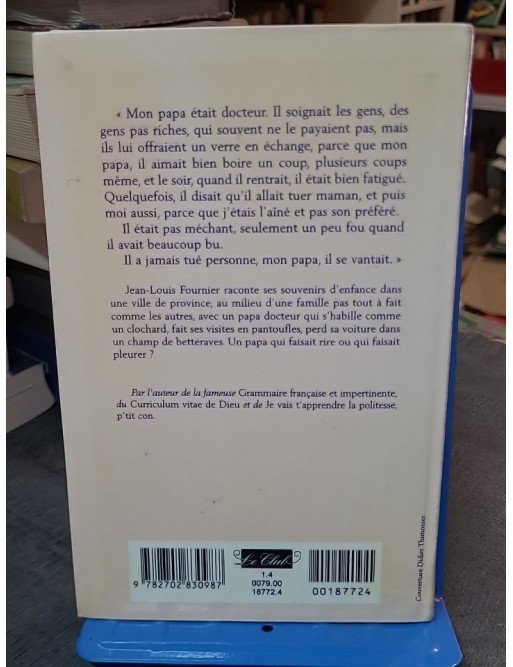 « Mon papa était docteur. Il soignait les gens, des
gens pas riches, qui souvent ne le payaient pas, mais
ils lui offraient un verre en échange, parce que mon
papa, il aimait bien boire un coup, plusieurs coups
même, et le soir, quand il rentrait, il était bien fatigué.
Quelquefois, il disait qu'il allait tuer maman, et puis
moi aussi, parce que j'étais l'aîné et pas son préféré.
Il était pas méchant, seulement un peu fou quand
il avait beaucoup bu.
Il a jamais tué personne, mon papa, il se vantait. »
Jean-Louis Fournier raconte ses souvenirs d'enfance dans
une ville de province, au milieu d'une famille pas tout à fait
comme les autres, avec un papa docteur qui s'habille comme
un clochard, fait ses visites en pantoufles, perd sa voiture dans
un champ de betteraves. Un papa qui faisait rire ou qui faisait
pleurer ?
Par l'auteur de la fameuse Grammaire française et impertinente,
du Curriculum vitae de Dieu et de Je vais t'apprendre la politesse,
p'tit con.
Le Club
1.4
0079.00
18772.4
9 782702 830987
00187724
Couverture Didier Thimonier